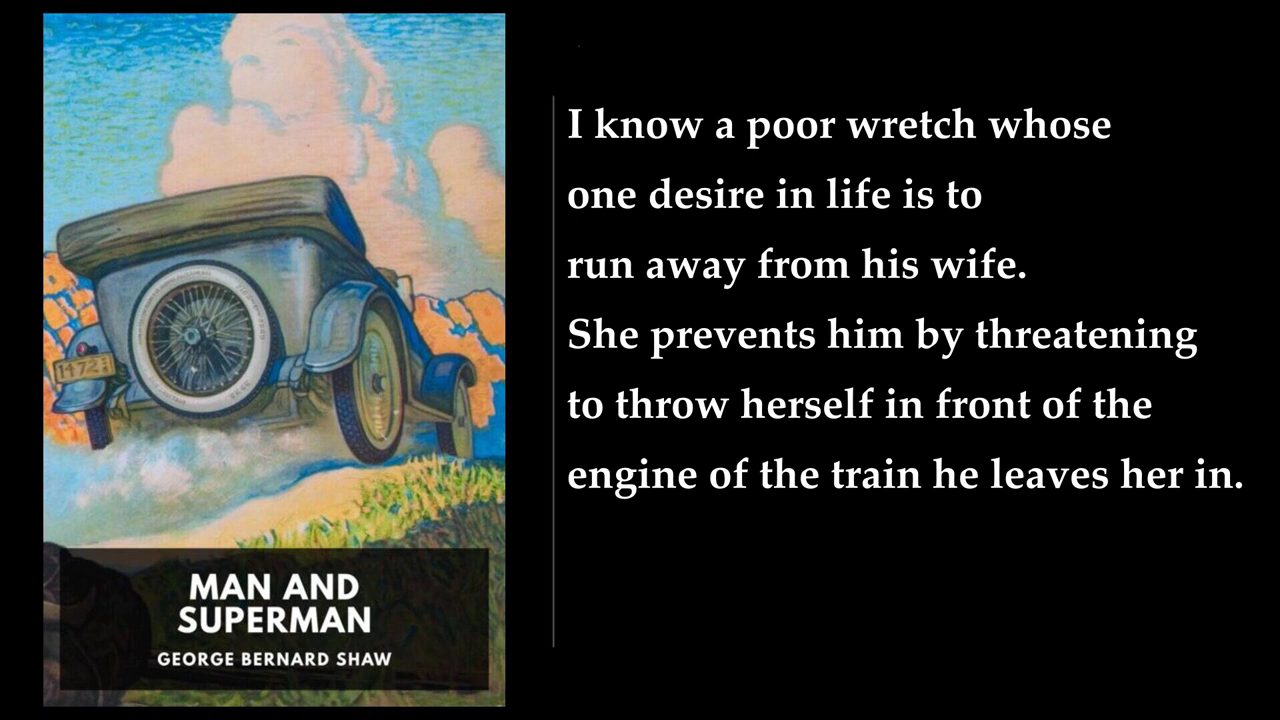 I know a poor wretch whose
one desire in life is to
run away from his wife.
She prevents him by threatening
to throw herself in front of the
engine of the train he leaves her in.
1472
MAN AND
SUPERMAN
GEORGE BERNARD SHAW